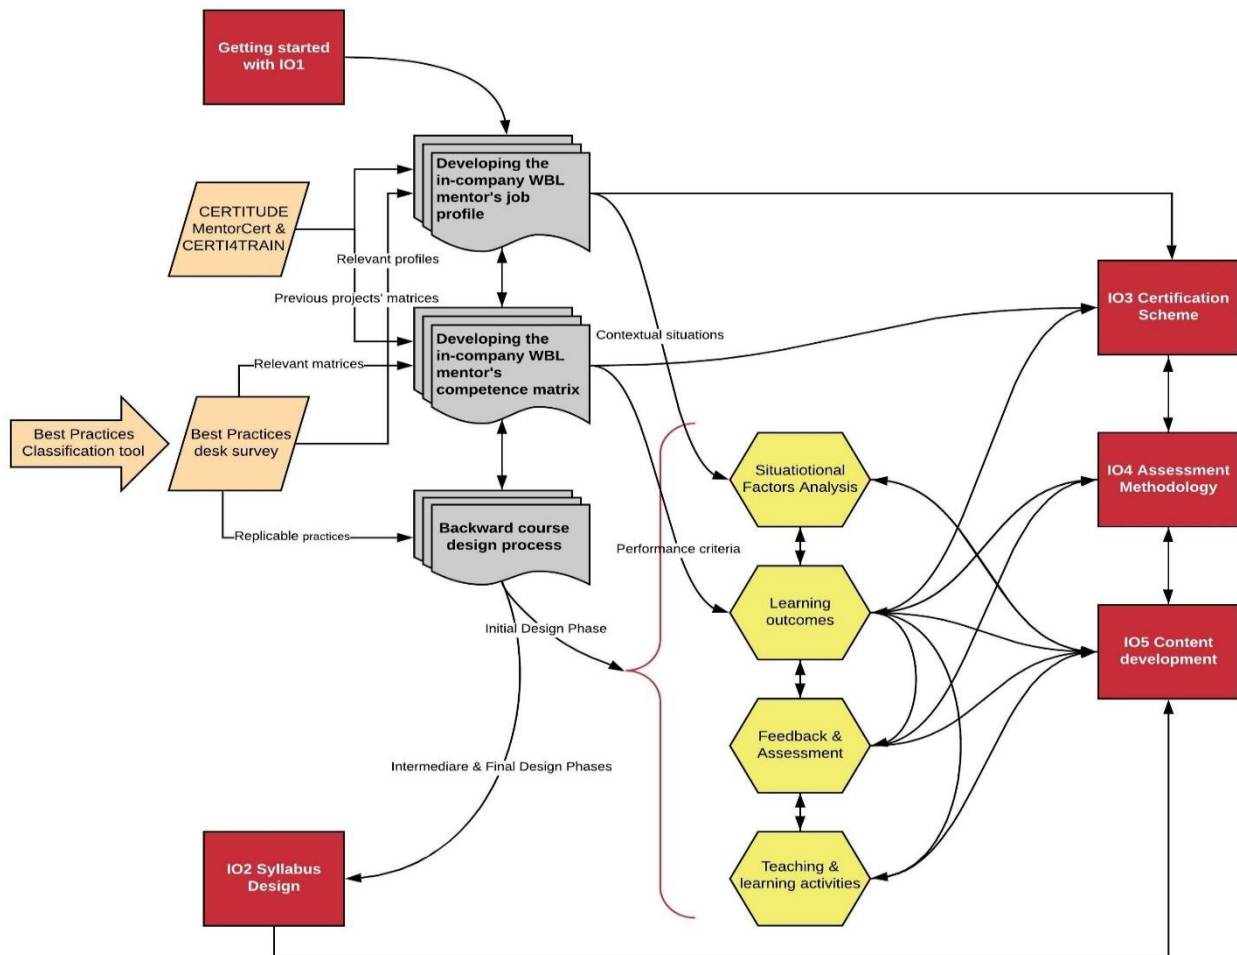 Getting started
with IO1
Developing the
in-company WBL
mentor's job
profile
CERTITUDE
MentorCert &
CERTI4TRAIN
Relevant profiles
Previous projects' matrices
IO3 Certification
Scheme
Contextual situations
Developing the
in-company WBL
mentor's
competence matrix
Relevant matrices
Best Practices
Classification tool
Best Practices
desk survey
Situatiotional
Factors Analysis
IO4 Assessment
Methodology
Replicable practices
Backward course
design process
Performance criteria
Learning
outcomes
Initial Design Phase
IO5 Content
development
Feedback &
Assessment
Intermediare & Final Design Phases
IO2 Syllabus
Design
Teaching &
learning activities